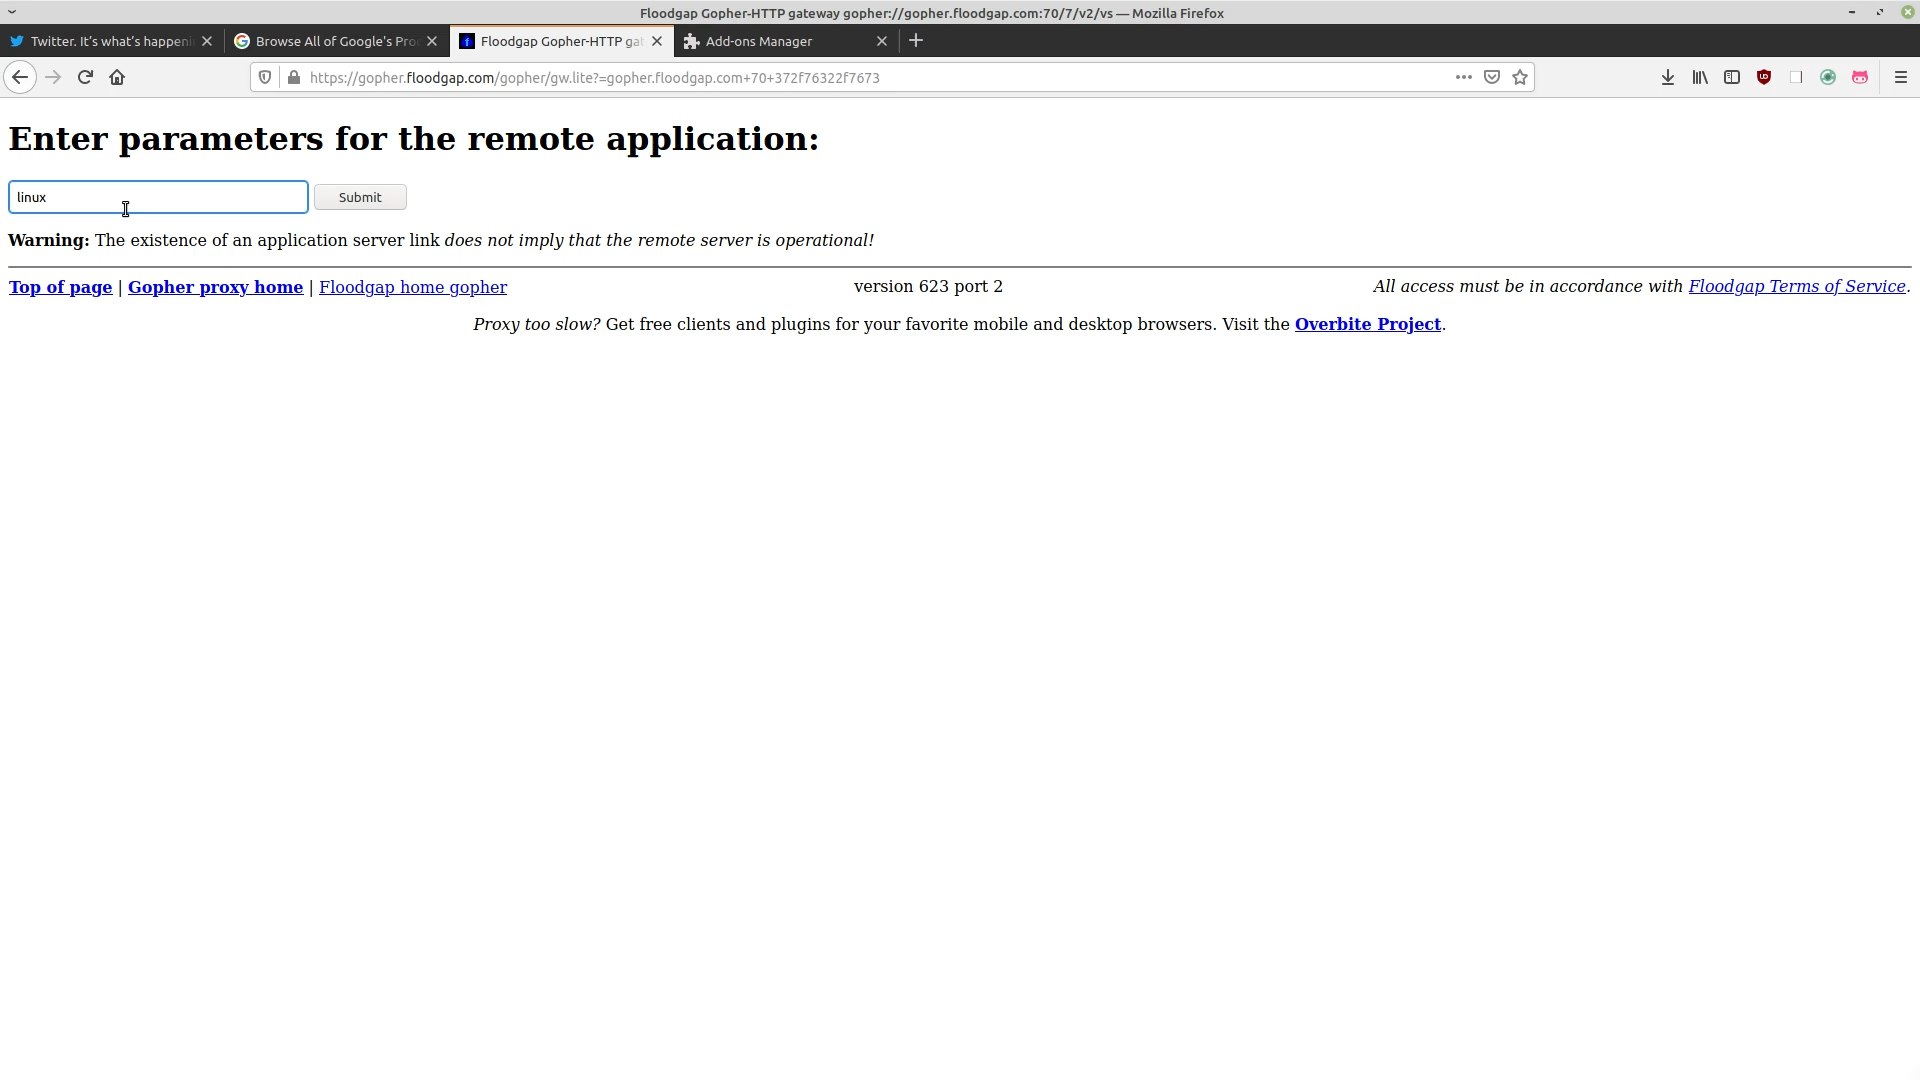 Floodgap Gopher-HTTP gateway gopher://gopher.floodgap.com:70/7/v2/vs — Mozilla Firefox
Twitter. It’s what’s happeni
Browse All of Google's Pro
Floodgap Gopher-HTTP ga
Add-ons Manager
https://gopher.floodgap.com/gopher/gw.lite?=gopher.floodgap.com+70+372f76322f7673
Enter parameters for the remote application:
linux
Submit
Warning: The existence of an application server link does not imply that the remote server is operational!
Top of page | Gopher proxy home | Floodgap home gopher
version 623 port 2
All access must be in accordance with Floodgap Terms of Service.
Proxy too slow? Get free clients and plugins for your favorite mobile and desktop browsers. Visit the Overbite Project.